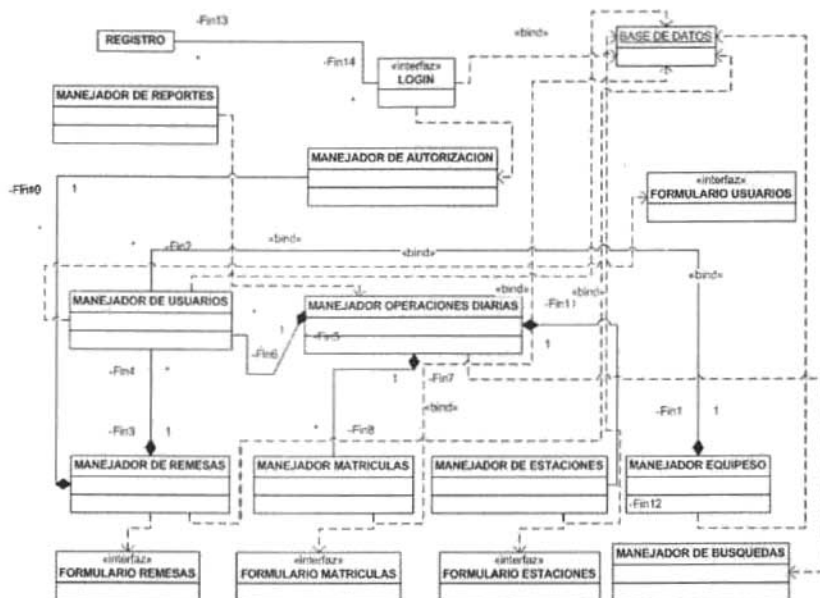 -Fin13
REGISTRO
*
«bind»
BASE DE DATOS
-Fin14
«interfaz»
LOGIN
*
MANEJADOR DE REPORTES
MANEJADOR DE AUTORIZACION
1
«interfaz»
FORMULARIO USUARIOS
*
*
-Fin2
«bind»
«bind»
«bind»
MANEJADOR DE USUARIOS
MANEJADOR OPERACIONES DIARIAS
«bind»
-Fin11
«bind»
*
1
-Fin5
1
-Fin6
-Fin4
*
1
-Fin7
«bind»
-Fin3
1
*
-Fin8
-Fin1
1
MANEJADOR DE REMESAS
MANEJADOR MATRICULAS
MANEJADOR DE ESTACIONES
MANEJADOR EQUIPESO
-Fin12
«interfaz»
FORMULARIO REMESAS
«interfaz»
FORMULARIO MATRICULAS
«interfaz»
FORMULARIO ESTACIONES
MANEJADOR DE BUSQUEDAS